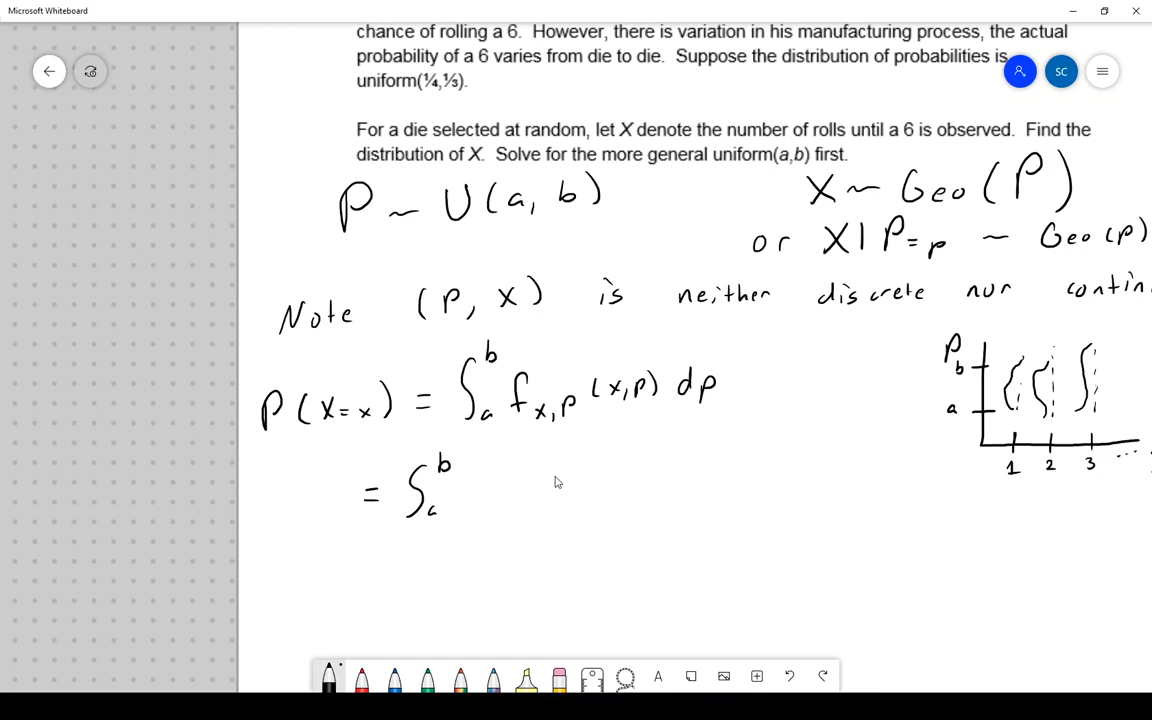 Microsoft Whiteboard
chance of rolling a 6. However, there is variation in his manufacturing process, the actual
probability of a 6 varies from die to die. Suppose the distribution of probabilities is
uniform(¼,⅓).
SC
For a die selected at random, let X denote the number of rolls until a 6 is observed. Find the
distribution of X. Solve for the more general uniform(a,b) first.
P ~ U(a, b)
X ~ Geo(P)
or X|P=p ~ Geo(p)
Note (P, X) is neither discrete nor contin
P(X=x) = ∫_a^b f_{X,P}(x,p) dp
= ∫_a^b
P
b
a
1 2 3 ...
A